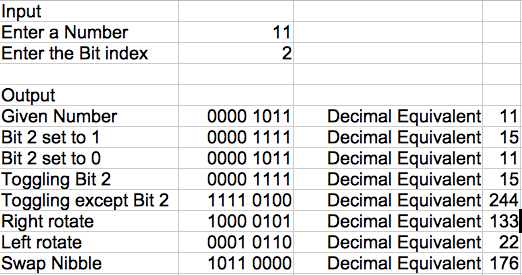 Input
Enter a Number 11
Enter the Bit index 2
Output
Given Number 0000 1011 Decimal Equivalent 11
Bit 2 set to 1 0000 1111 Decimal Equivalent 15
Bit 2 set to 0 0000 1011 Decimal Equivalent 11
Toggling Bit 2 0000 1111 Decimal Equivalent 15
Toggling except Bit 2 1111 0100 Decimal Equivalent 244
Right rotate 1000 0101 Decimal Equivalent 133
Left rotate 0001 0110 Decimal Equivalent 22
Swap Nibble 1011 0000 Decimal Equivalent 176